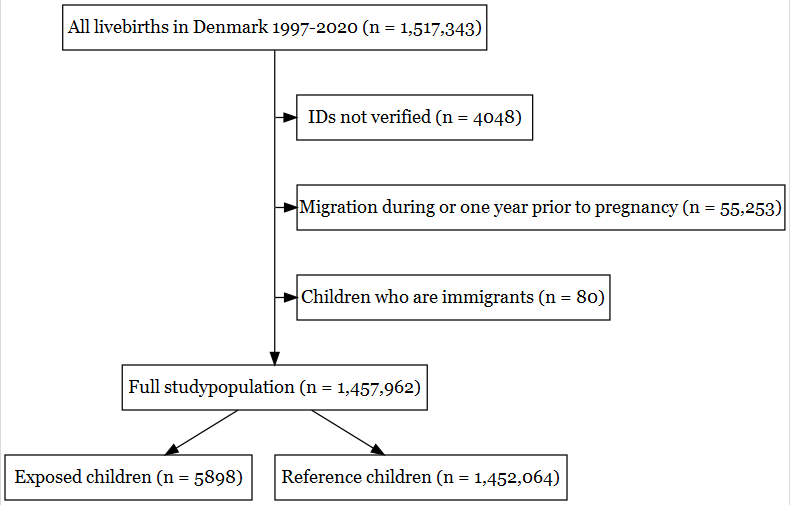 All livebirths in Denmark 1997-2020 (n = 1,517,343)
IDs not verified (n = 4048)
Migration during or one year prior to pregnancy (n = 55,253)
Children who are immigrants (n = 80)
Full studypopulation (n = 1,457,962)
Exposed children (n = 5898)
Reference children (n = 1,452,064)